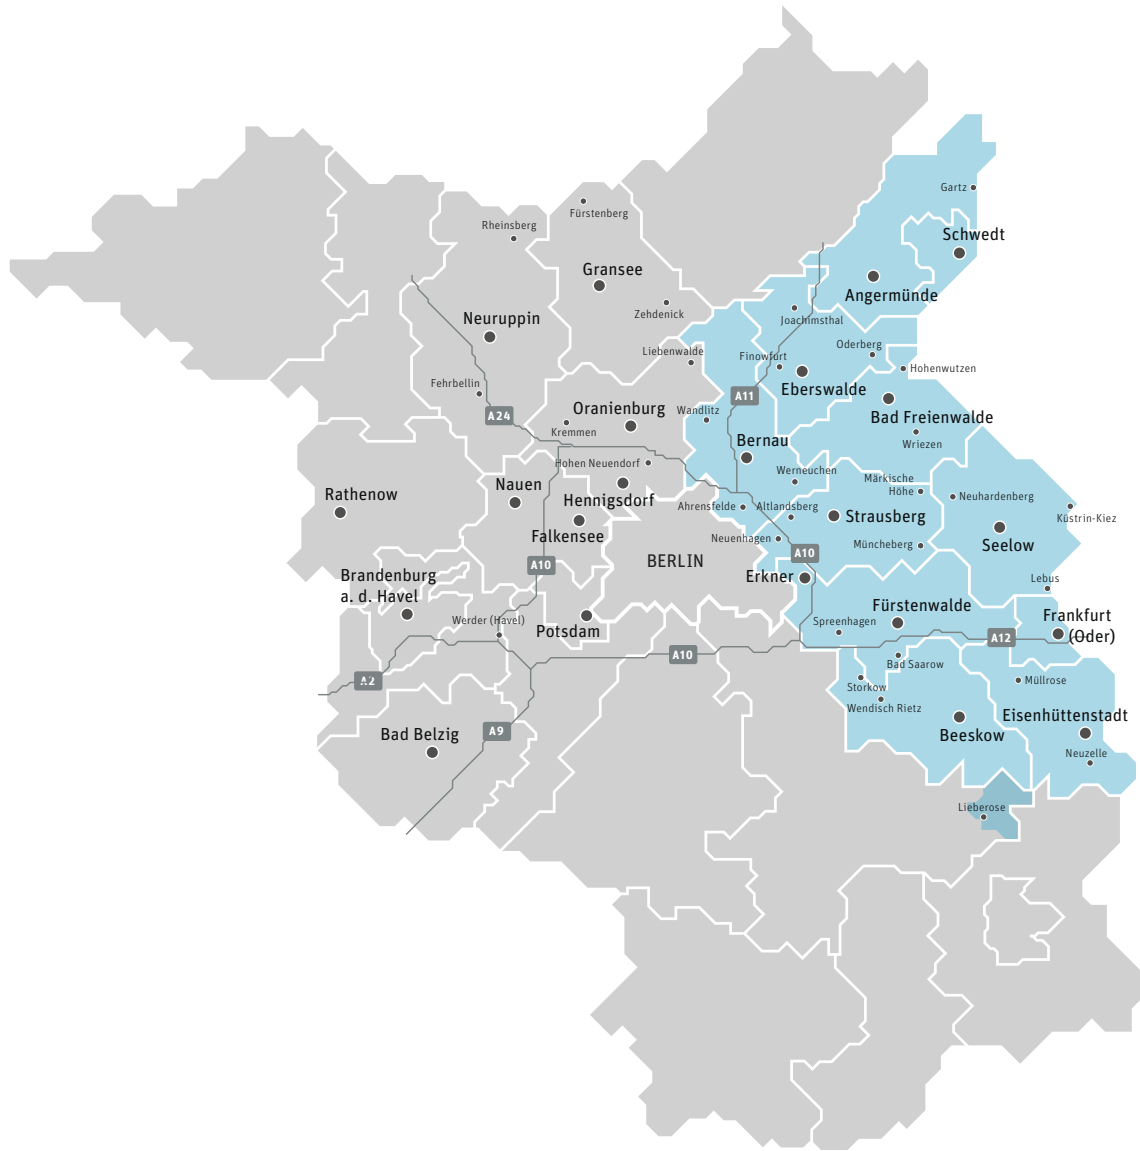 Gartz
Fürstenberg
Rheinsberg
Schwedt
Gransee
Angermünde
Zehdenick
Joachimsthal
Neuruppin
Oderberg
Liebenwalde
Finowfurt
Hohenwutzen
Fehrbellin
Eberswalde
A11
Oranienburg
Wandlitz
Bad Freienwalde
A24
Kremmen
Bernau
Wriezen
Hohen Neuendorf
Werneuchen
Märkische
Höhe
Nauen
Rathenow
Hennigsdorf
Neuhardenberg
Ahrensfelde
Altlandsberg
Küstrin-Kiez
Strausberg
Falkensee
Neuenhagen
Müncheberg
Seelow
A10
BERLIN
A10
Brandenburg
a. d. Havel
Erkner
Lebus
Fürstenwalde
Frankfurt
(Oder)
Werder (Havel)
Potsdam
Spreenhagen
A12
A10
Bad Saarow
A2
Storkow
Müllrose
Wendisch Rietz
Eisenhüttenstadt
Bad Belzig
A9
Beeskow
Neuzelle
Lieberose